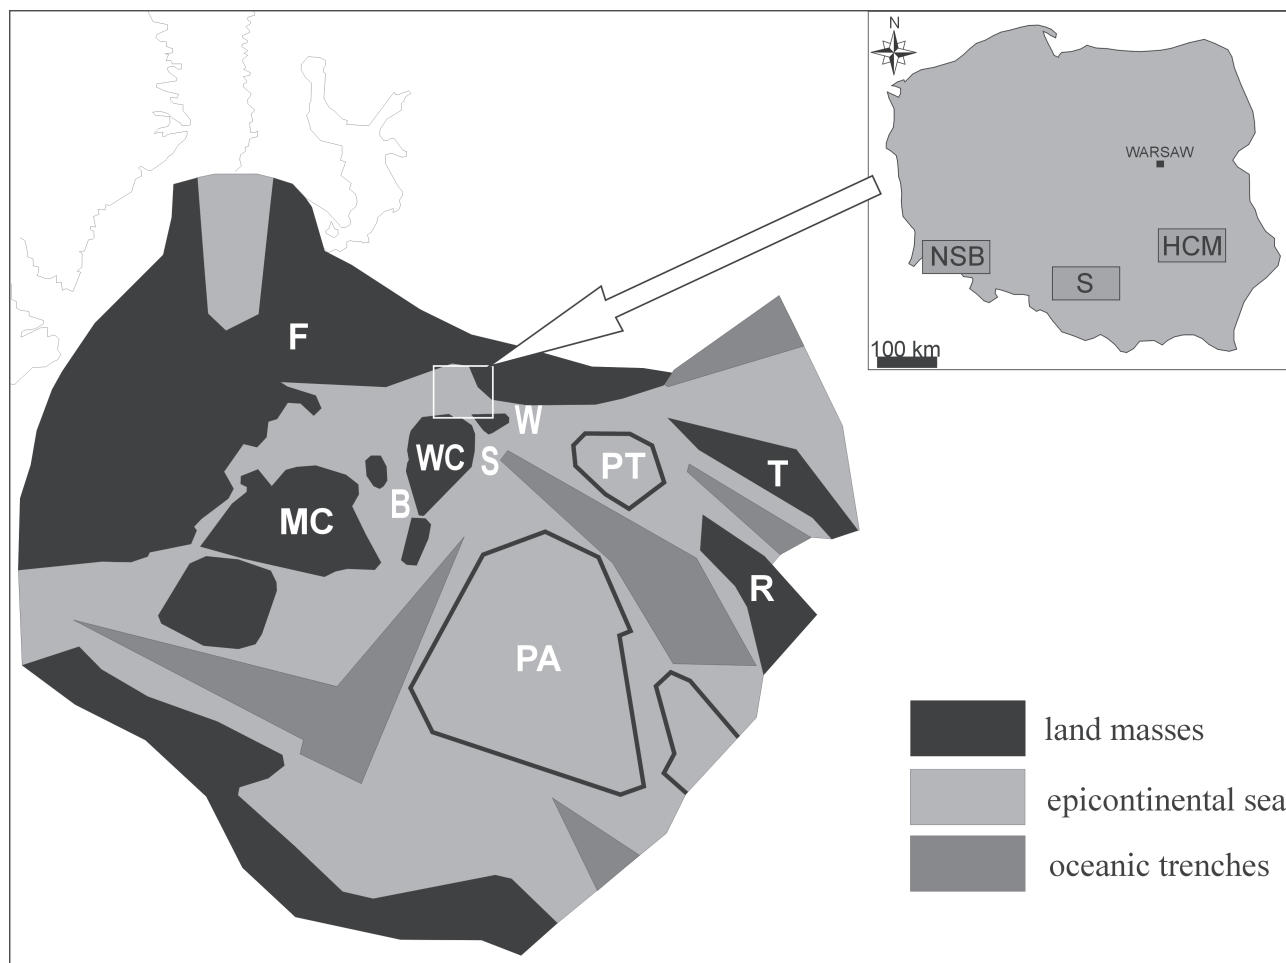 N
WARSAW
NSB
HCM
S
100 km
F
W
WC
S
PT
T
B
MC
R
PA
land masses
epicontinental sea
oceanic trenches